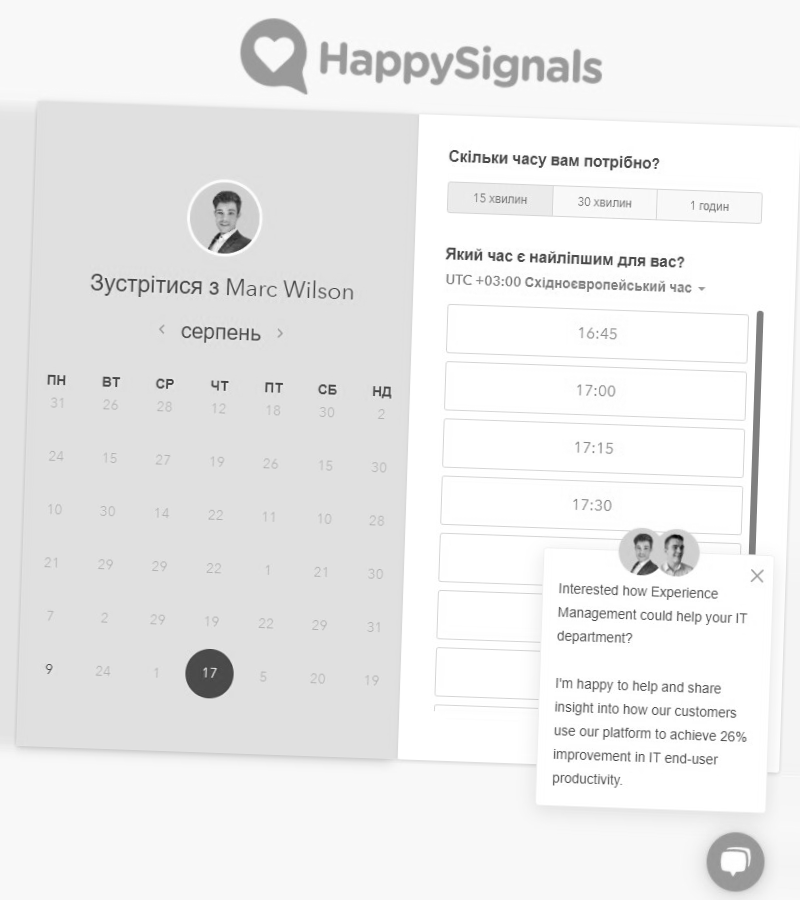 HappySignals
Зустрітися з Marc Wilson
серпень
ПН ВТ СР ЧТ ПТ СБ НД
31 26 28 12 18 30 2
24 15 27 19 26 15 30
10 30 14 22 11 10 28
21 29 29 22 1 21 30
7 2 29 19 22 29 31
9 24 1 17 5 20 19
Скільки часу вам потрібно?
15 хвилин 30 хвилин 1 годин
Який час є найліпшим для вас?
UTC +03:00 Східноєвропейський час
16:45
17:00
17:15
17:30
Interested how Experience
Management could help your IT
department?
I'm happy to help and share
insight into how our customers
use our platform to achieve 26%
improvement in IT end-user
productivity.